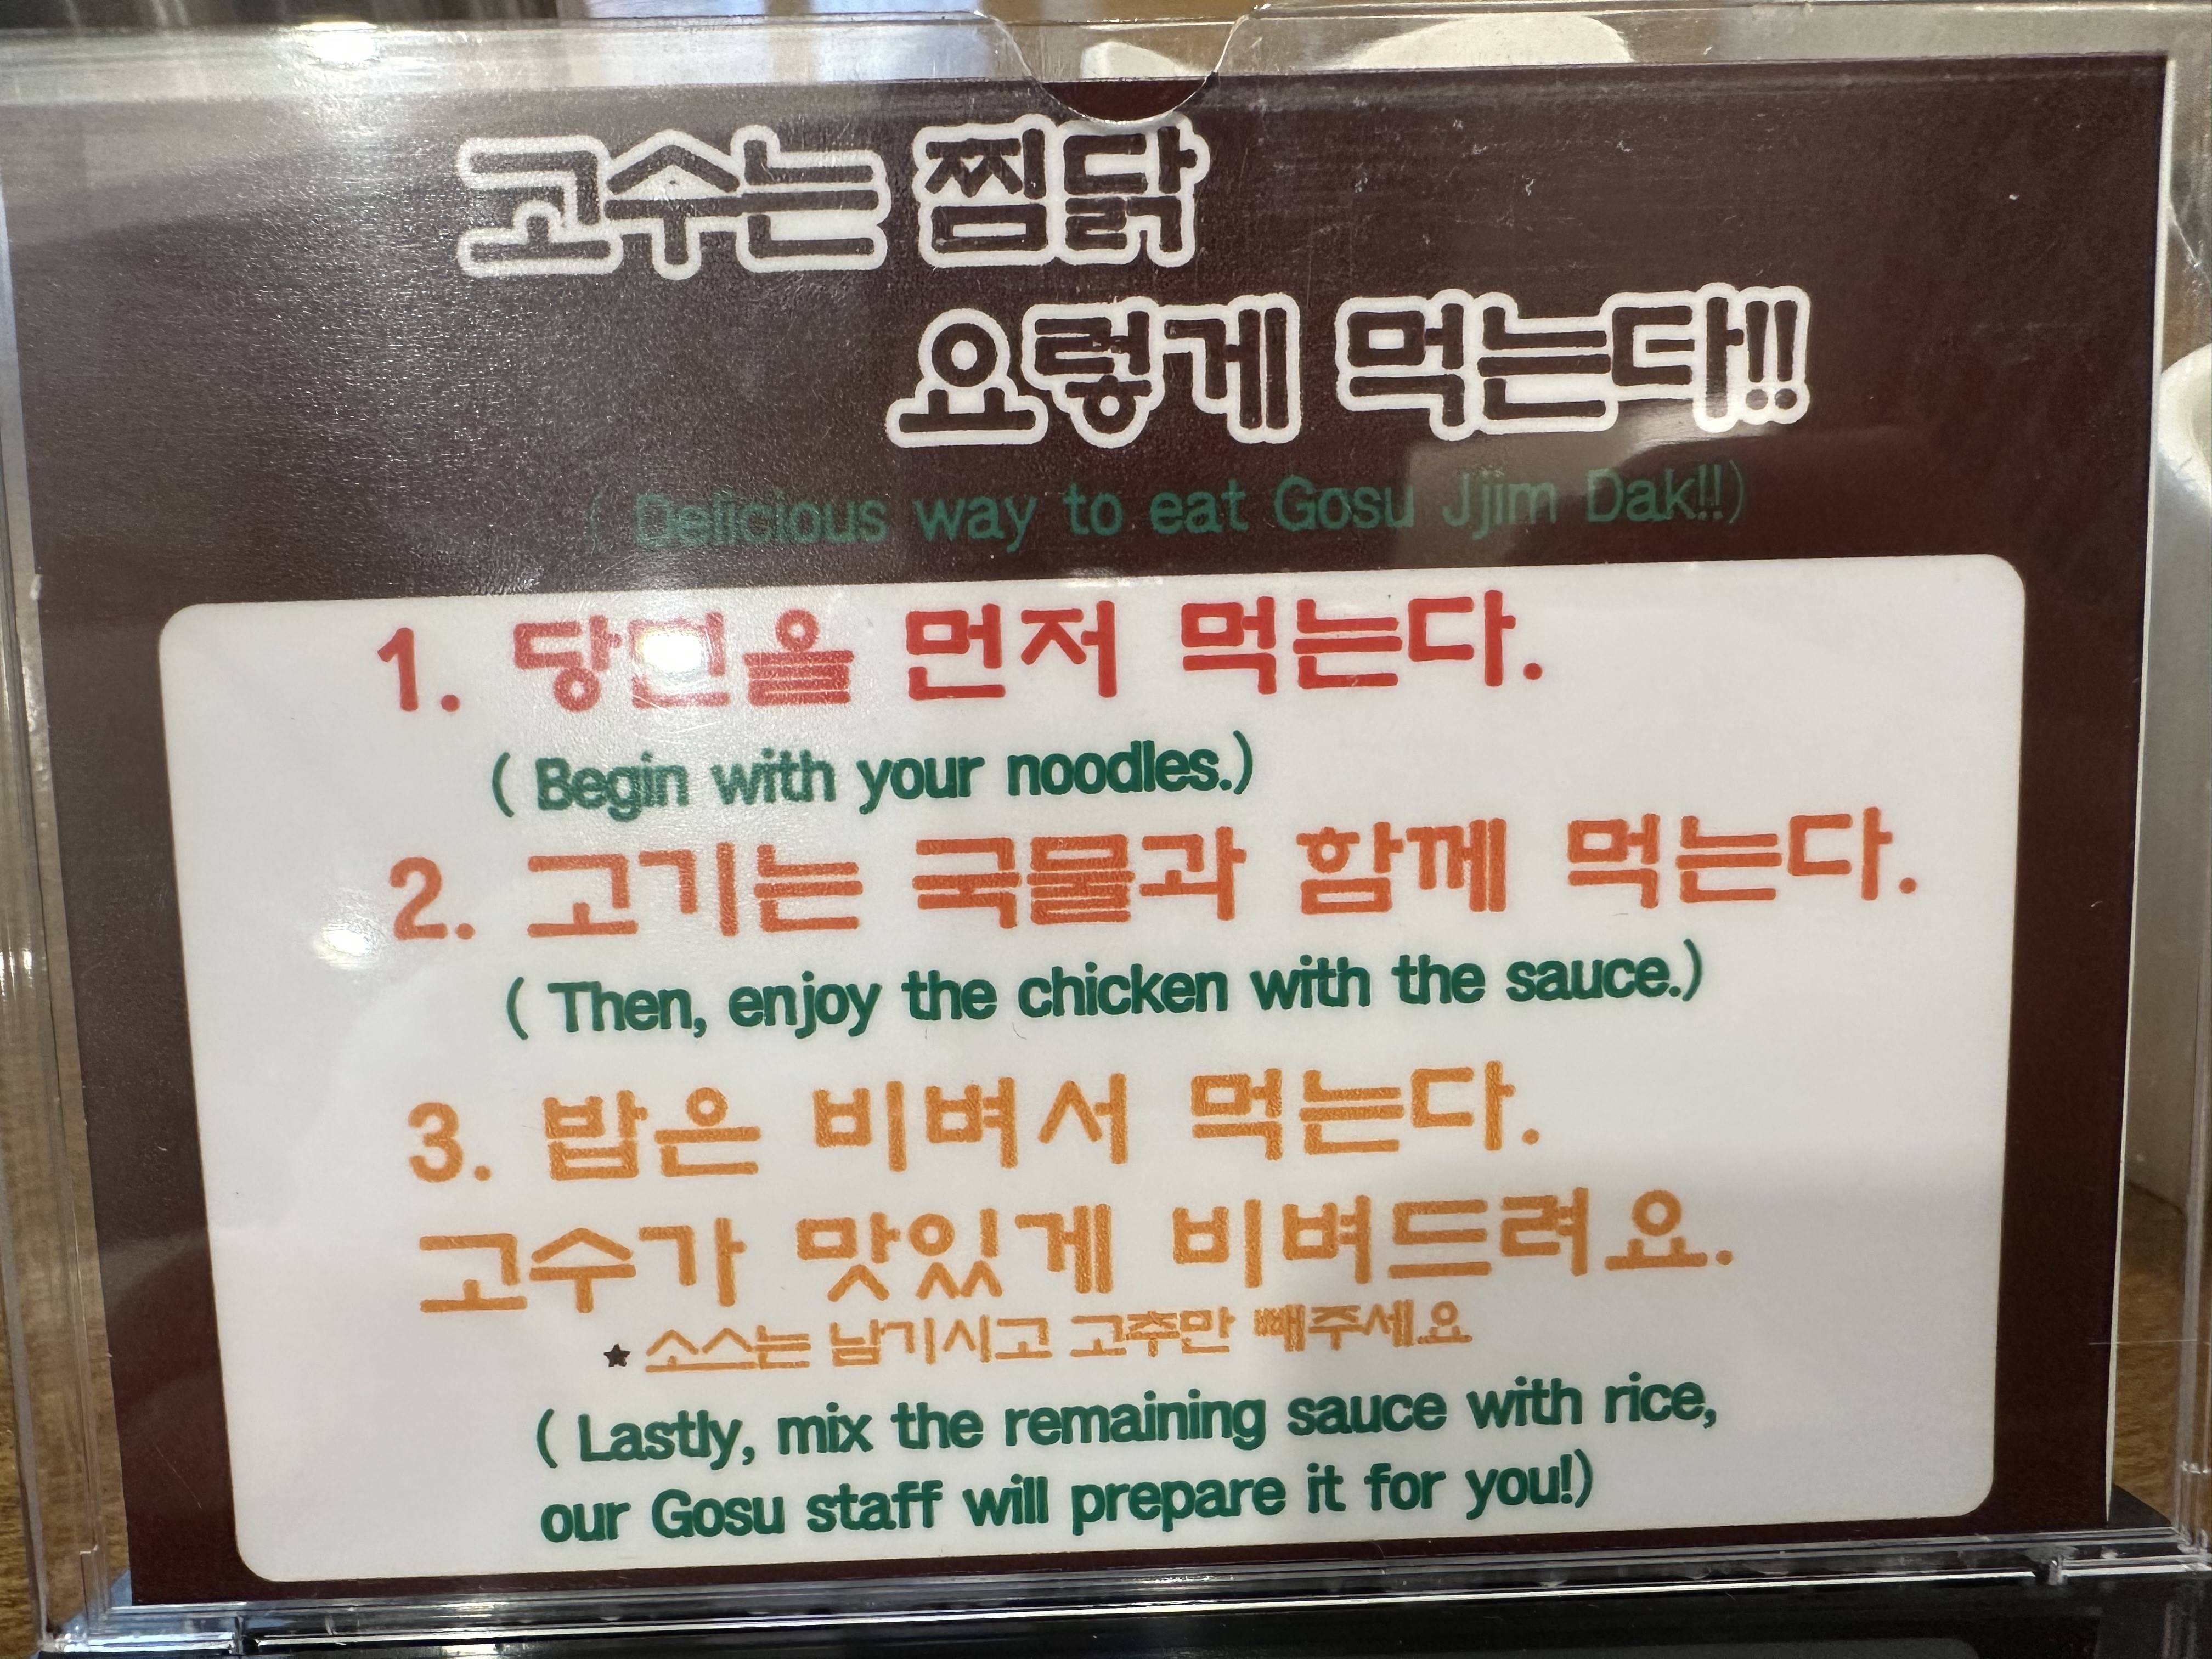 고수는 찜닭
요렇게 먹는다!!
( Delicious way to eat Gosu Jjim Dak!!)
1. 당면을 먼저 먹는다.
( Begin with your noodles.)
2. 고기는 국물과 함께 먹는다.
( Then, enjoy the chicken with the sauce.)
3. 밥은 비벼서 먹는다.
고수가 맛있게 비벼드려요.
★ 소스는 남기시고 고추만 빼주세요
( Lastly, mix the remaining sauce with rice,
our Gosu staff will prepare it for you!)